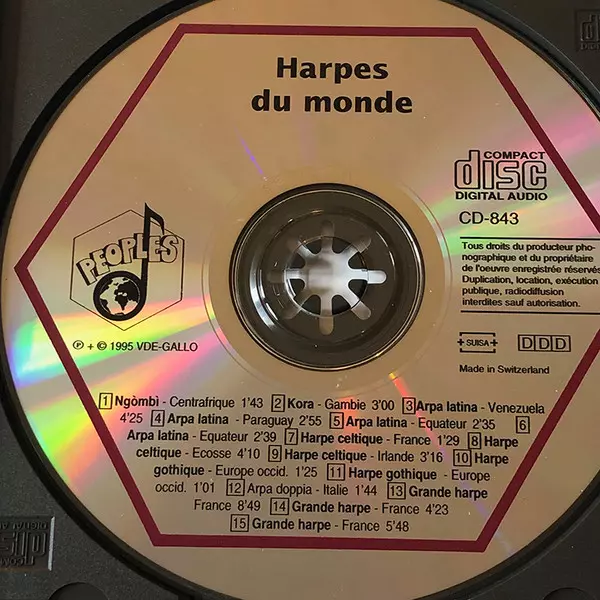 Harpes
du monde
COMPACT
disc
DIGITAL AUDIO
CD-843
PEOPLES
Tous droits du producteur pho-
nographique et du propriétaire
de l'oeuvre enregistrée réservés
Duplication, location, exécution
publique, radiodiffusion
interdites sauf autorisation.
℗ + © 1995 VDE-GALLO
+ SUISA + DDD
Made in Switzerland
1 Ngòmbì - Centrafrique 1'43 2 Kora - Gambie 3'00 3 Arpa latina - Venezuela
4'25 4 Arpa latina - Paraguay 2'55 5 Arpa latina - Equateur 2'35 6
Arpa latina - Equateur 2'39 7 Harpe celtique - France 1'29 8 Harpe
celtique - Ecosse 4'10 9 Harpe celtique - Irlande 3'16 10 Harpe
gothique - Europe occid. 1'25 11 Harpe gothique - Europe
occid. 1'01 12 Arpa doppia - Italie 1'44 13 Grande harpe
France 8'49 14 Grande harpe - France 4'23
15 Grande harpe - France 5'48
disc